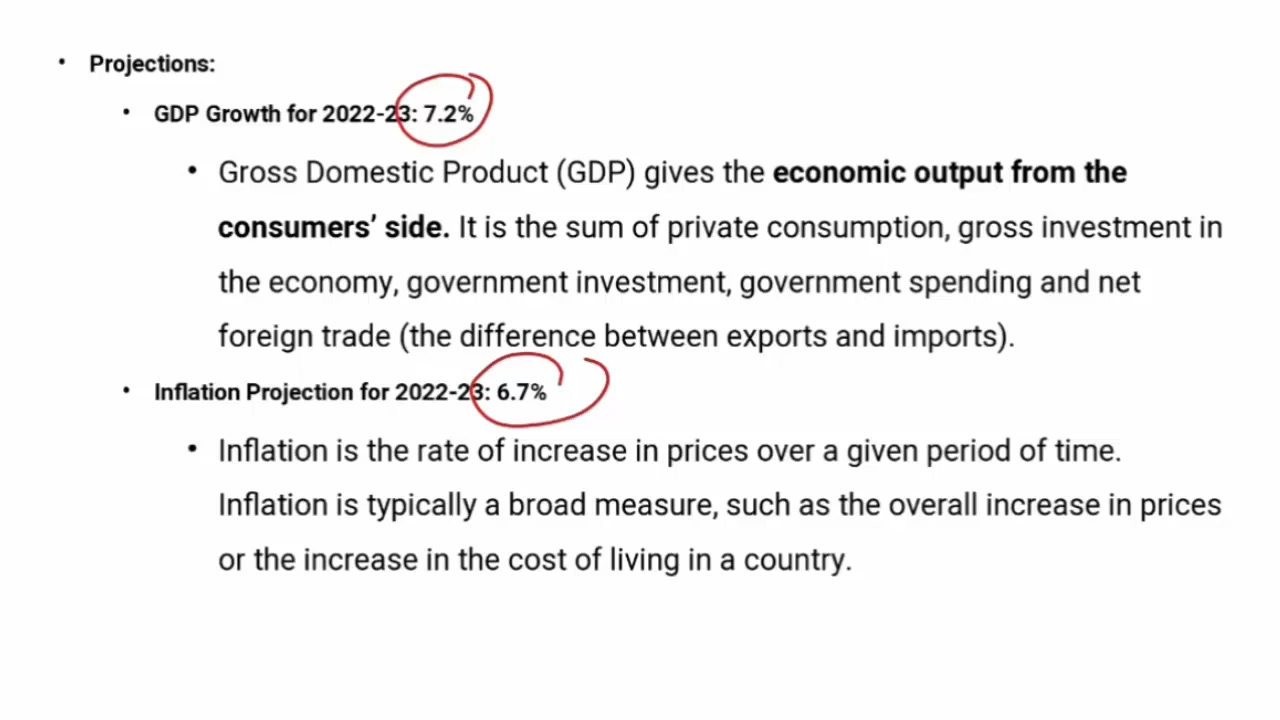 • Projections:
• GDP Growth for 2022-23: 7.2%
• Gross Domestic Product (GDP) gives the economic output from the
consumers’ side. It is the sum of private consumption, gross investment in
the economy, government investment, government spending and net
foreign trade (the difference between exports and imports).
• Inflation Projection for 2022-23: 6.7%
• Inflation is the rate of increase in prices over a given period of time.
Inflation is typically a broad measure, such as the overall increase in prices
or the increase in the cost of living in a country.